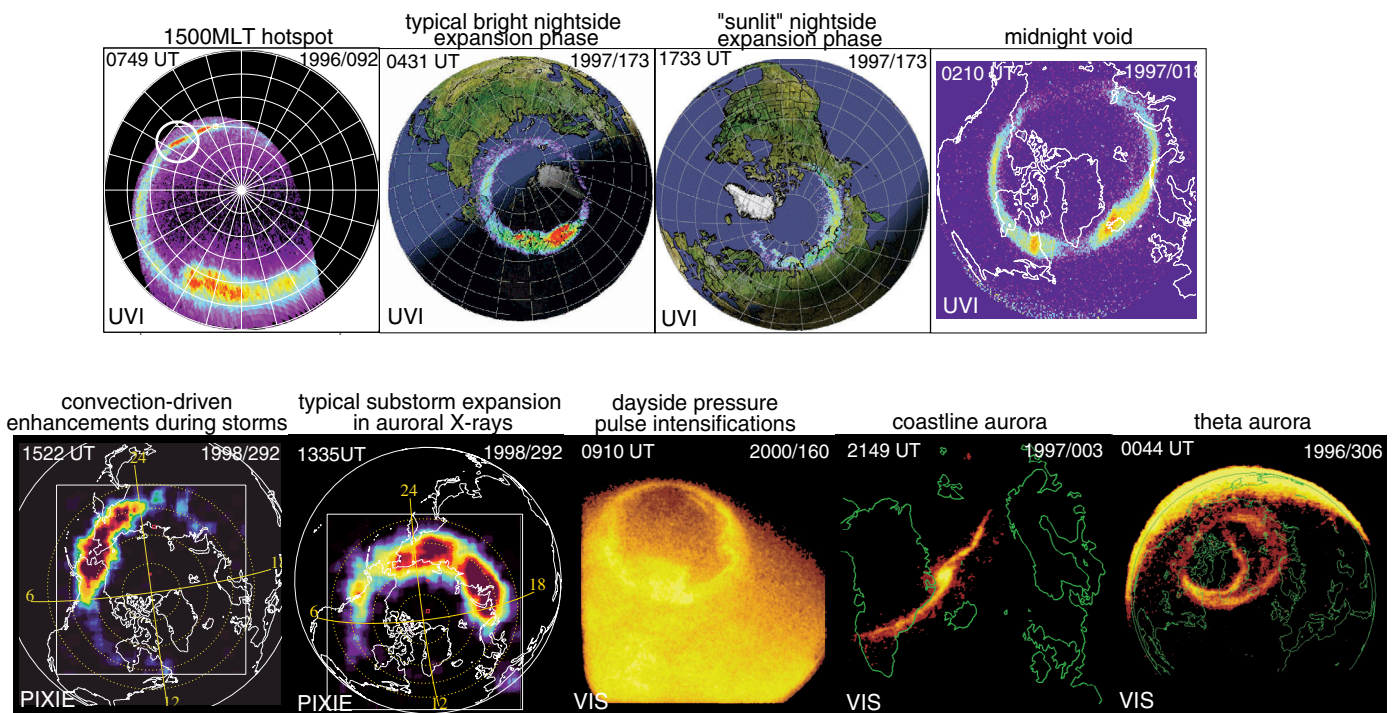 1500MLT hotspot
0749 UT 1996/092
UVI
typical bright nightside
expansion phase
0431 UT 1997/173
UVI
"sunlit" nightside
expansion phase
1733 UT 1997/173
UVI
midnight void
0210 UT 1997/018
UVI
convection-driven
enhancements during storms
1522 UT 1998/292
24
6
12
PIXIE
typical substorm expansion
in auroral X-rays
1335UT 1998/292
24
18
6
12
PIXIE
dayside pressure
pulse intensifications
0910 UT 2000/160
VIS
coastline aurora
2149 UT 1997/003
VIS
theta aurora
0044 UT 1996/306
VIS